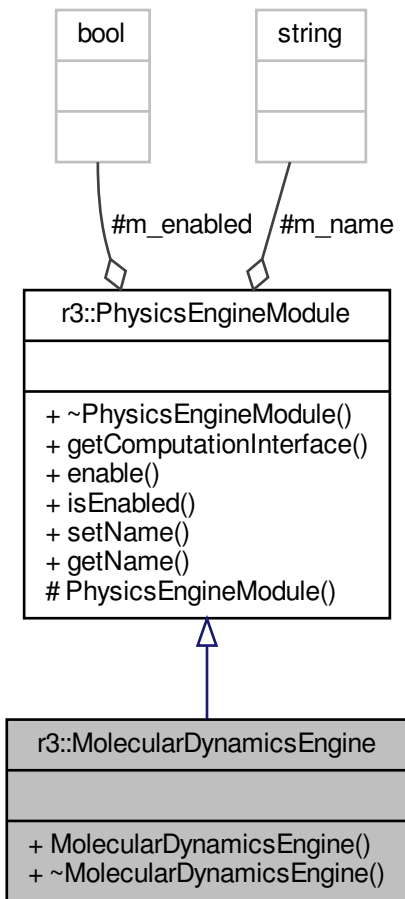 bool
string
#m_enabled
#m_name
r3::PhysicsEngineModule
+ ~PhysicsEngineModule()
+ getComputationInterface()
+ enable()
+ isEnabled()
+ setName()
+ getName()
# PhysicsEngineModule()
r3::MolecularDynamicsEngine
+ MolecularDynamicsEngine()
+ ~MolecularDynamicsEngine()